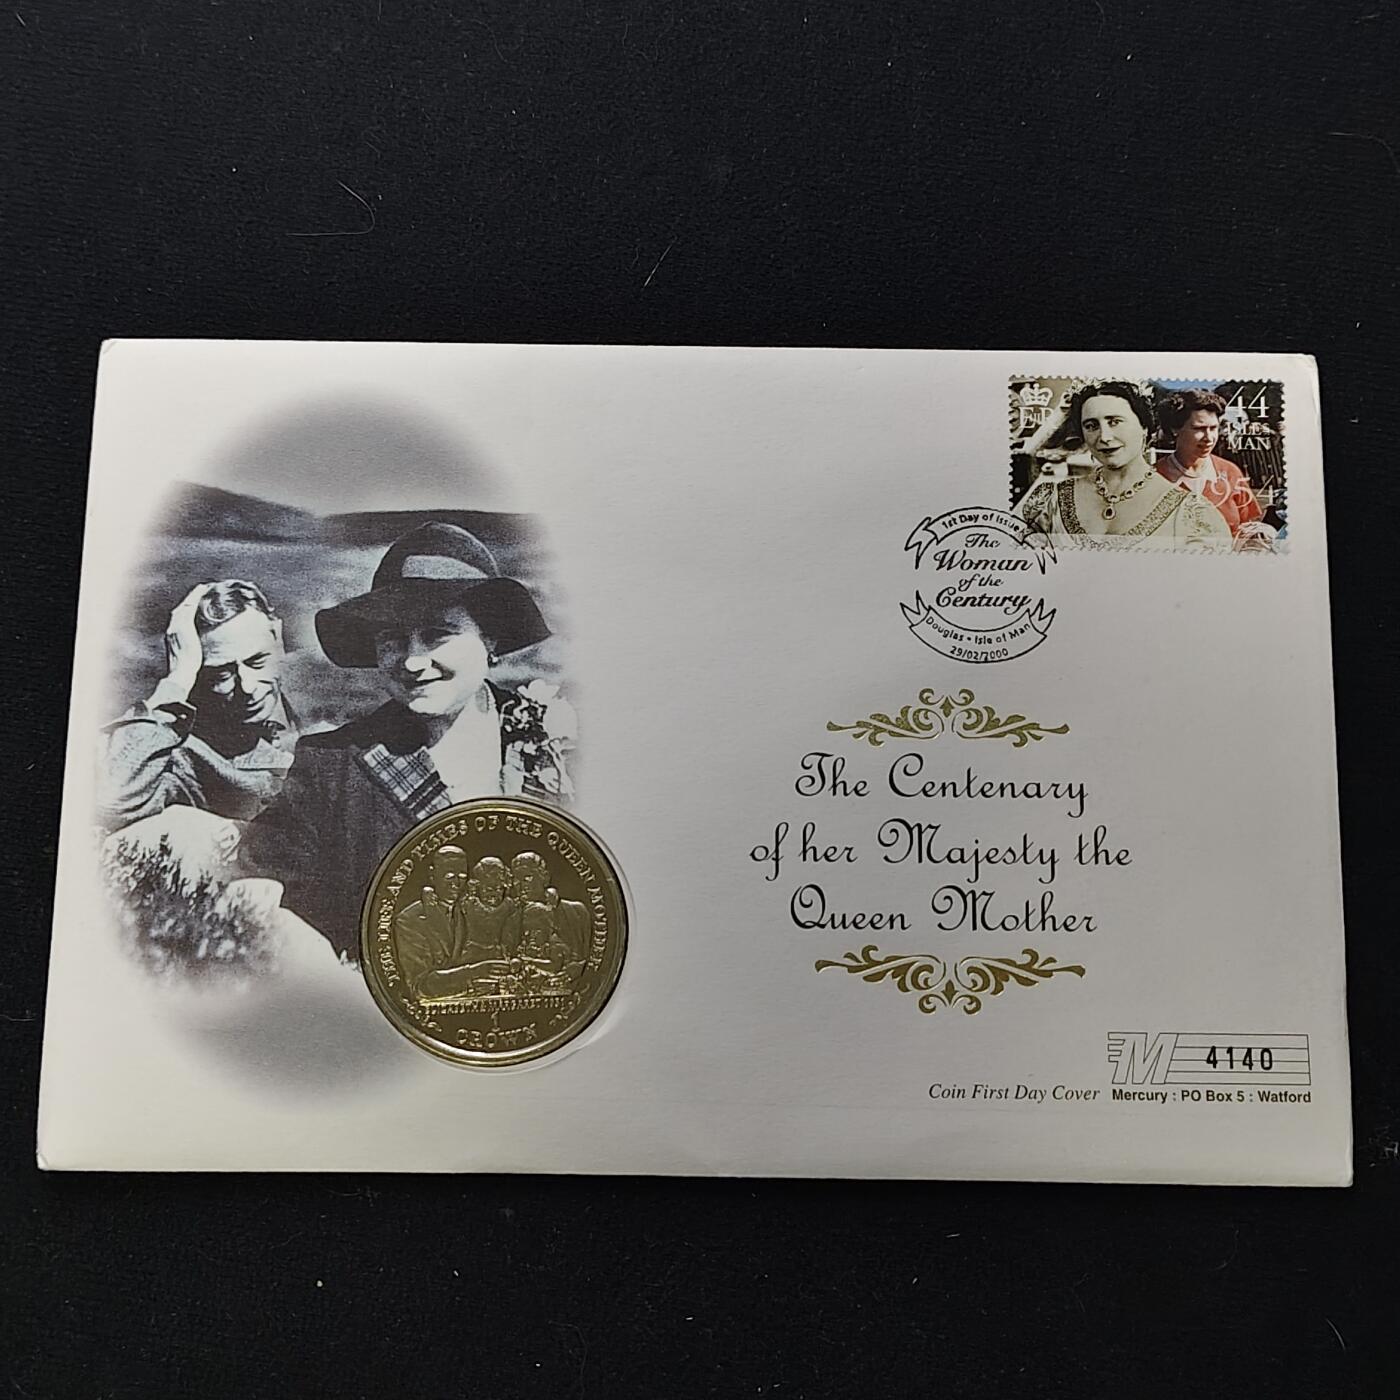 EIIR
44
ISLE OF
MAN
1954
1st Day of Issue
The
Woman
of the
Century
Douglas • Isle of Man
29/02/2000
The Centenary
of her Majesty the
Queen Mother
THE LIFE AND TIMES OF THE QUEEN MOTHER
1
CROWN
M 4140
Coin First Day Cover Mercury : PO Box 5 : Watford